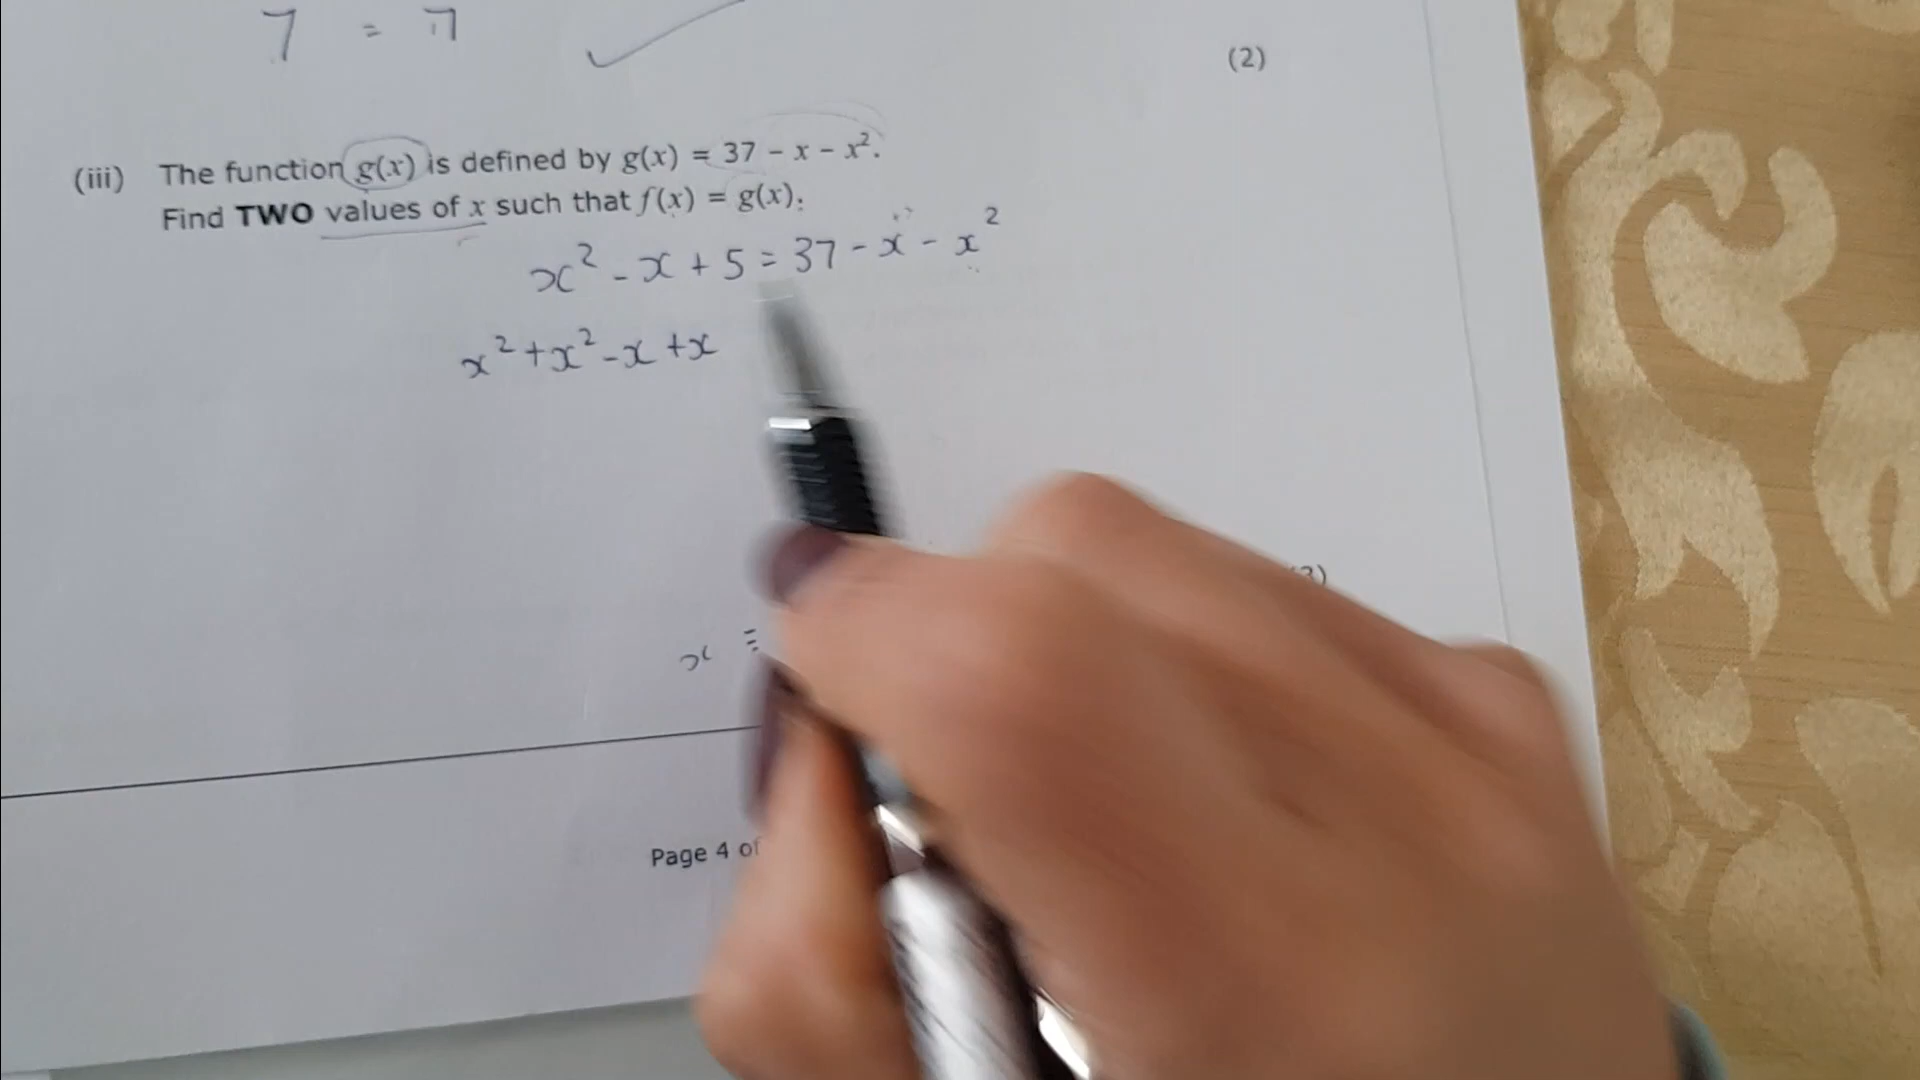 7 = 7
(2)
(iii) The function g(x) is defined by g(x) = 37 − x − x².
Find TWO values of x such that f(x) = g(x).
x² - x + 5 = 37 - x - x²
x² + x² - x + x
x =
Page 4 of